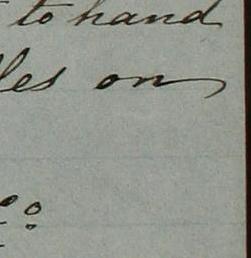 to hand
les on